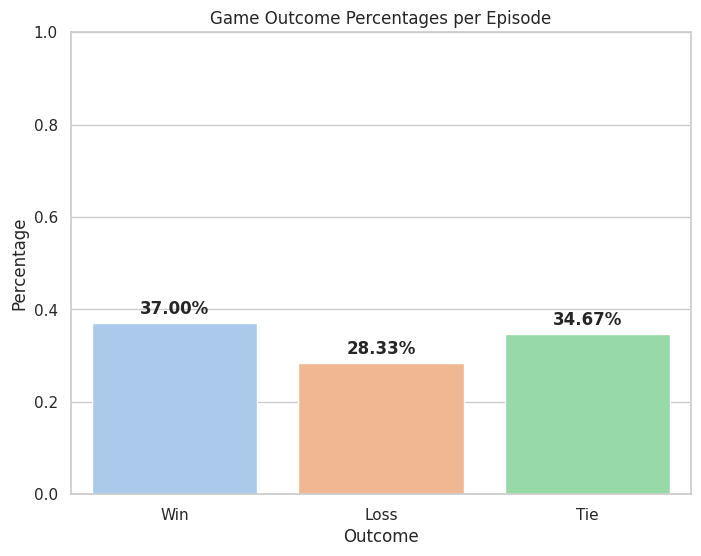 Game Outcome Percentages per Episode
1.0
0.8
0.6
0.4
0.2
0.0
Percentage
37.00%
28.33%
34.67%
Win
Loss
Tie
Outcome